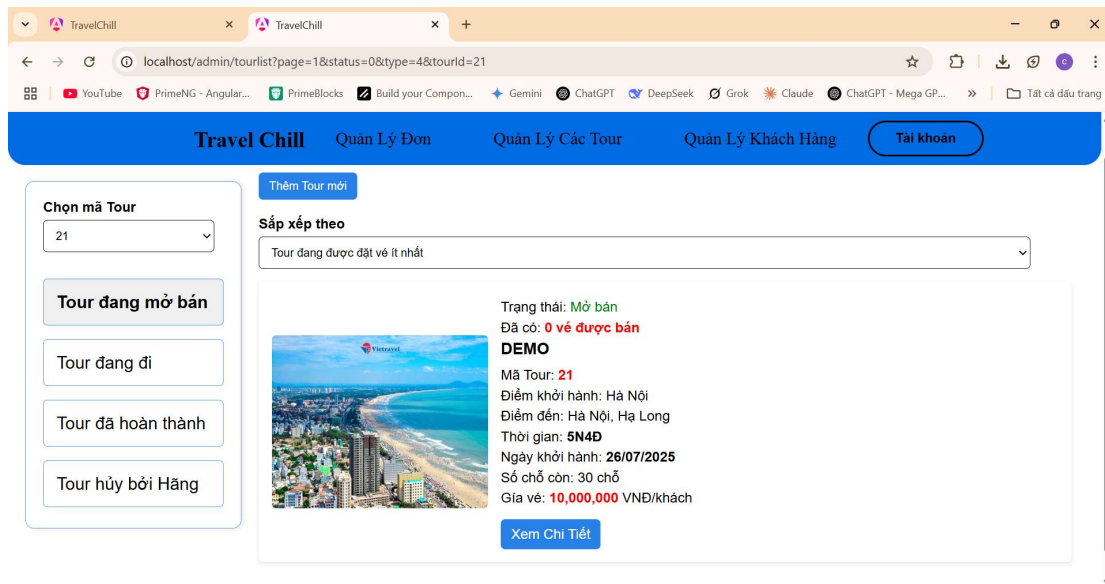 TravelChill
TravelChill
localhost/admin/tourlist?page=1&status=0&type=4&tourId=21
YouTube
PrimeNG - Angular...
PrimeBlocks
Build your Compon...
Gemini
ChatGPT
DeepSeek
Grok
Claude
ChatGPT - Mega GP...
Tất cả dấu trang
Travel Chill
Quản Lý Đơn
Quản Lý Các Tour
Quản Lý Khách Hàng
Tài khoản
Chọn mã Tour
21
Tour đang mở bán
Tour đang đi
Tour đã hoàn thành
Tour hủy bởi Hãng
Thêm Tour mới
Sắp xếp theo
Tour đang được đặt vé ít nhất
Vietravel
Trạng thái: Mở bán
Đã có: 0 vé được bán
DEMO
Mã Tour: 21
Điểm khởi hành: Hà Nội
Điểm đến: Hà Nội, Hạ Long
Thời gian: 5N4Đ
Ngày khởi hành: 26/07/2025
Số chỗ còn: 30 chỗ
Gía vé: 10,000,000 VNĐ/khách
Xem Chi Tiết